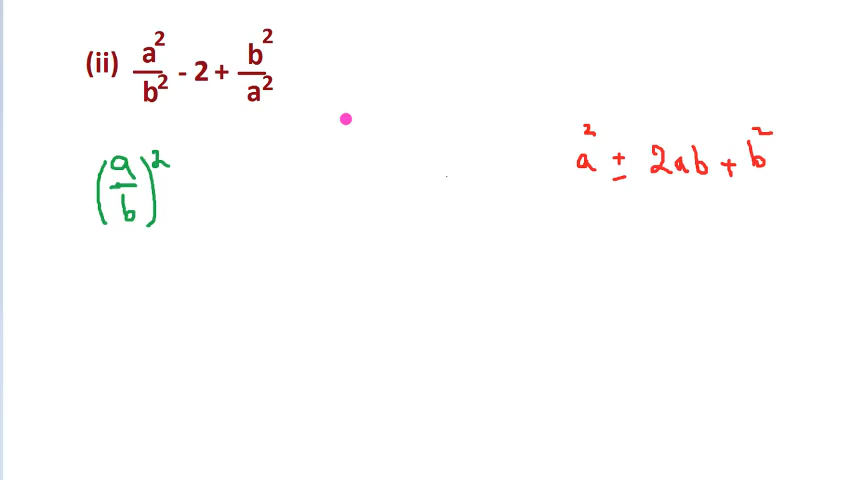 (ii) a²/b² - 2 + b²/a²
a² ± 2ab + b²
(a/b)²